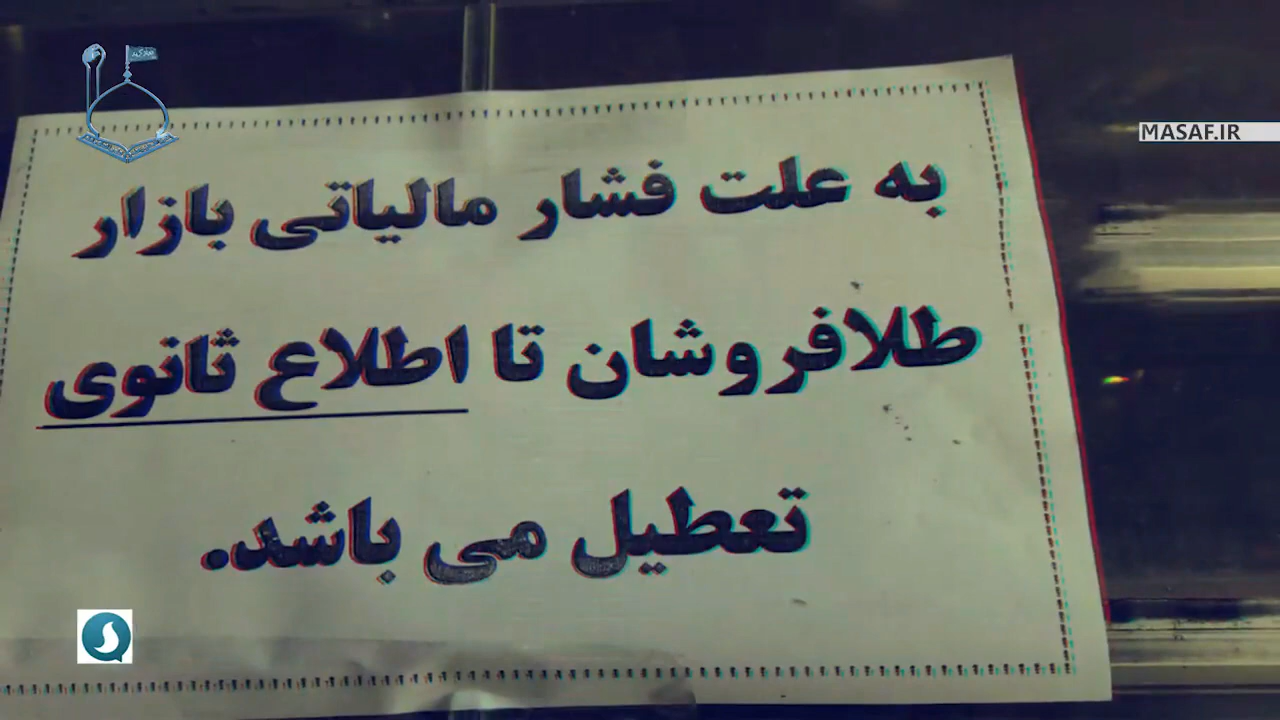 MASAF.IR
به علت فشار مالیاتی بازار
طلافروشان تا اطلاع ثانوی
تعطیل می باشد.